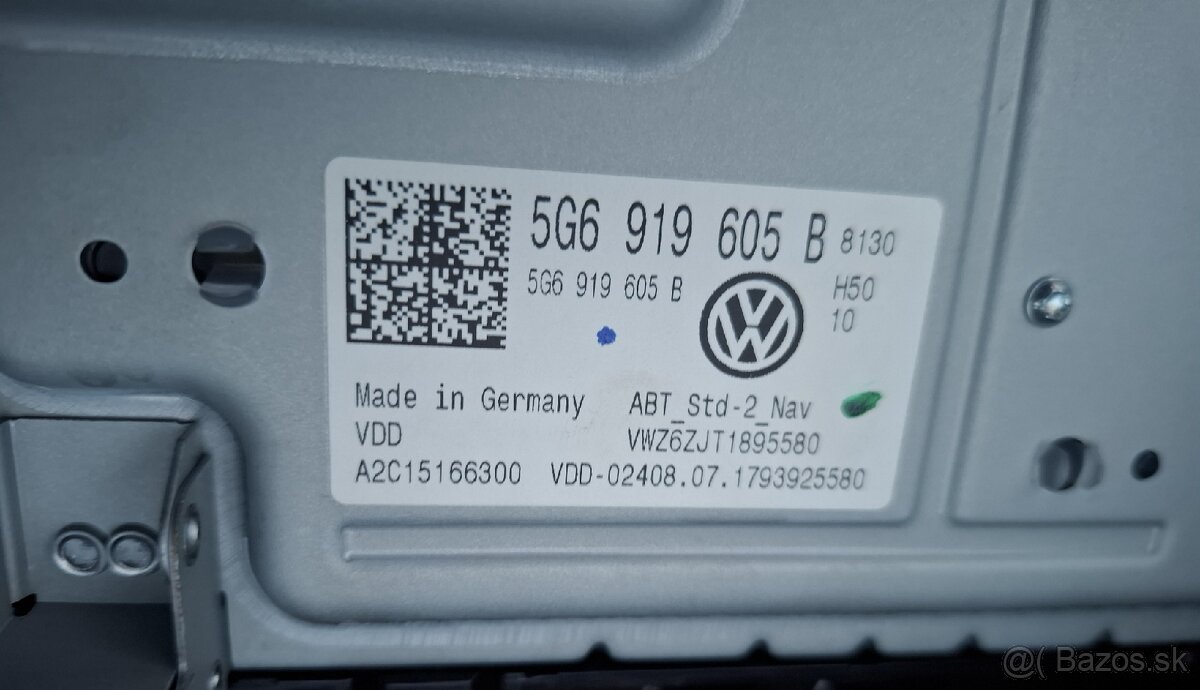 5G6 919 605 B 8130
5G6 919 605 B H50
10
Made in Germany ABT_Std-2_Nav
VDD VWZ6ZJT1895580
A2C15166300 VDD-02408.07.1793925580
@( Bazos.sk